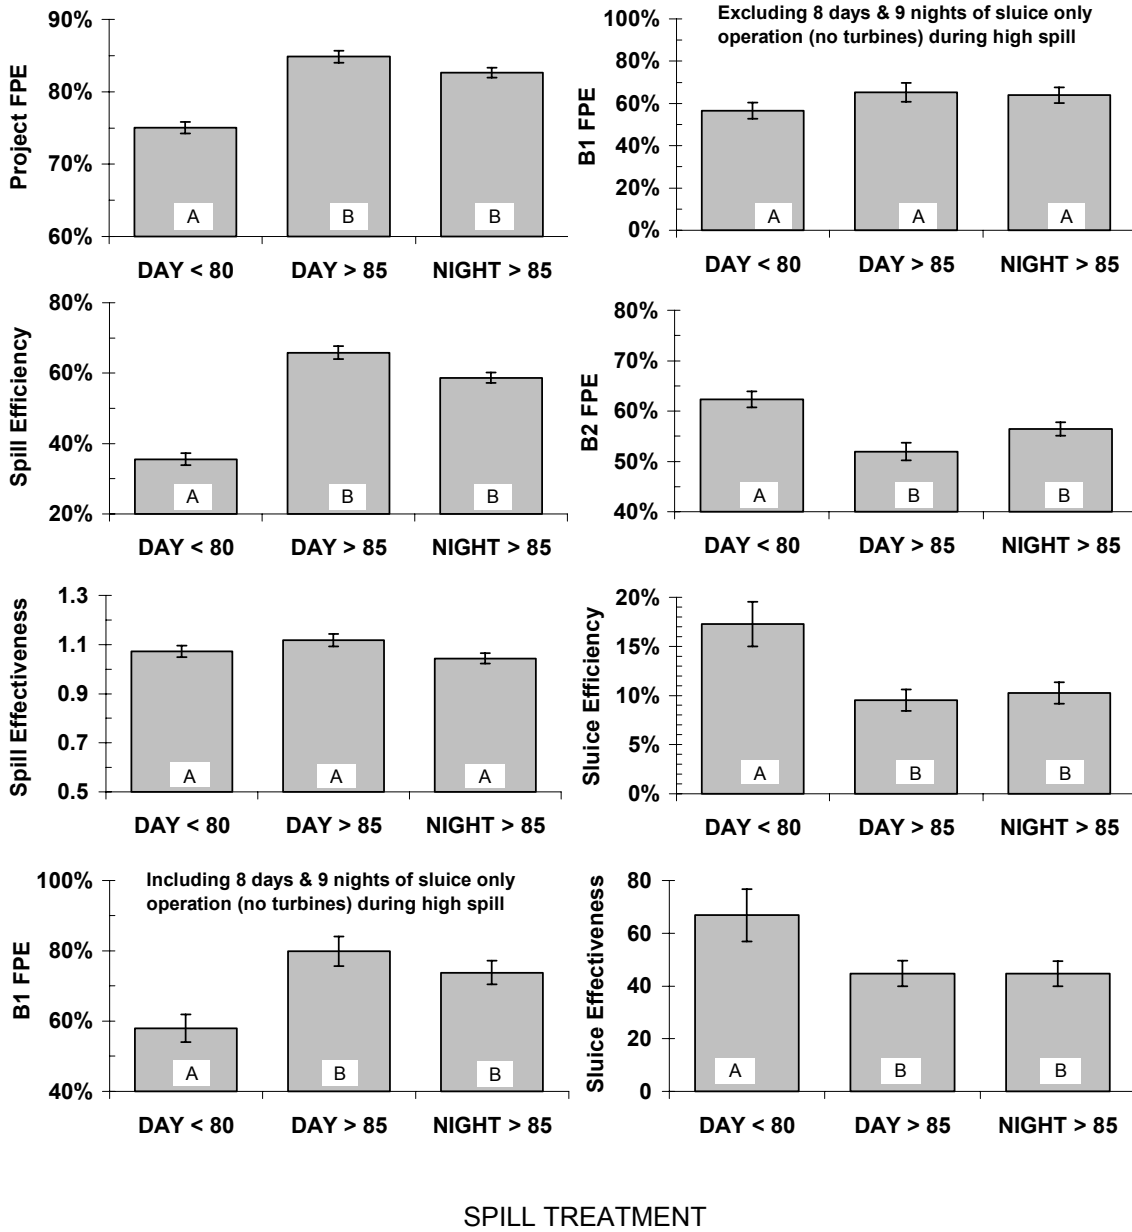 Project FPE
90%
80%
70%
60%
A
B
B
DAY < 80
DAY > 85
NIGHT > 85
Excluding 8 days & 9 nights of sluice only
operation (no turbines) during high spill
B1 FPE
100%
80%
60%
40%
20%
0%
A
A
A
DAY < 80
DAY > 85
NIGHT > 85
Spill Efficiency
80%
60%
40%
20%
A
B
B
DAY < 80
DAY > 85
NIGHT > 85
B2 FPE
80%
70%
60%
50%
40%
A
B
B
DAY < 80
DAY > 85
NIGHT > 85
Spill Effectiveness
1.3
1.1
0.9
0.7
0.5
A
A
A
DAY < 80
DAY > 85
NIGHT > 85
Sluice Efficiency
20%
15%
10%
5%
0%
A
B
B
DAY < 80
DAY > 85
NIGHT > 85
Including 8 days & 9 nights of sluice only
operation (no turbines) during high spill
B1 FPE
100%
80%
60%
40%
A
B
B
DAY < 80
DAY > 85
NIGHT > 85
Sluice Effectiveness
80
60
40
20
0
A
B
B
DAY < 80
DAY > 85
NIGHT > 85
SPILL TREATMENT